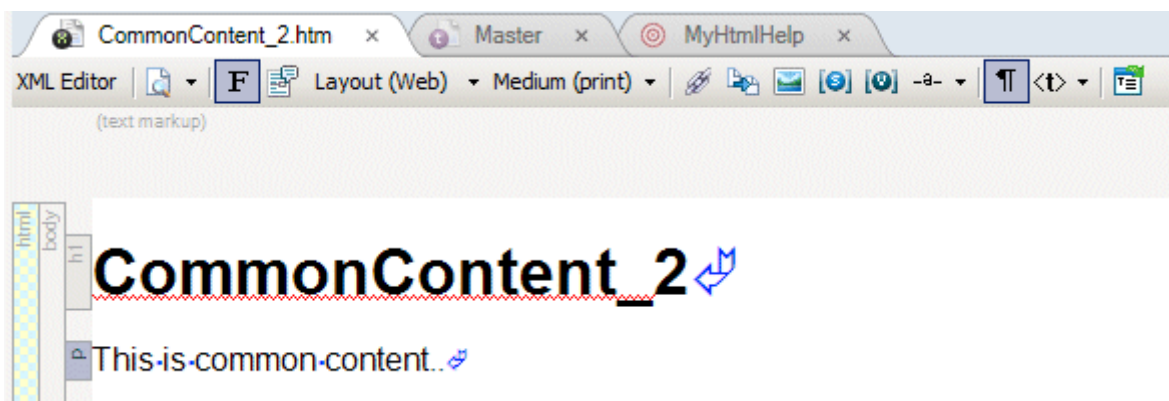 CommonContent_2.htm × Master × MyHtmlHelp ×
XML Editor F Layout (Web) Medium (print) [S] [V] -a- ¶ <t>
(text markup)
html body h1
CommonContent_2
p
This is common content..